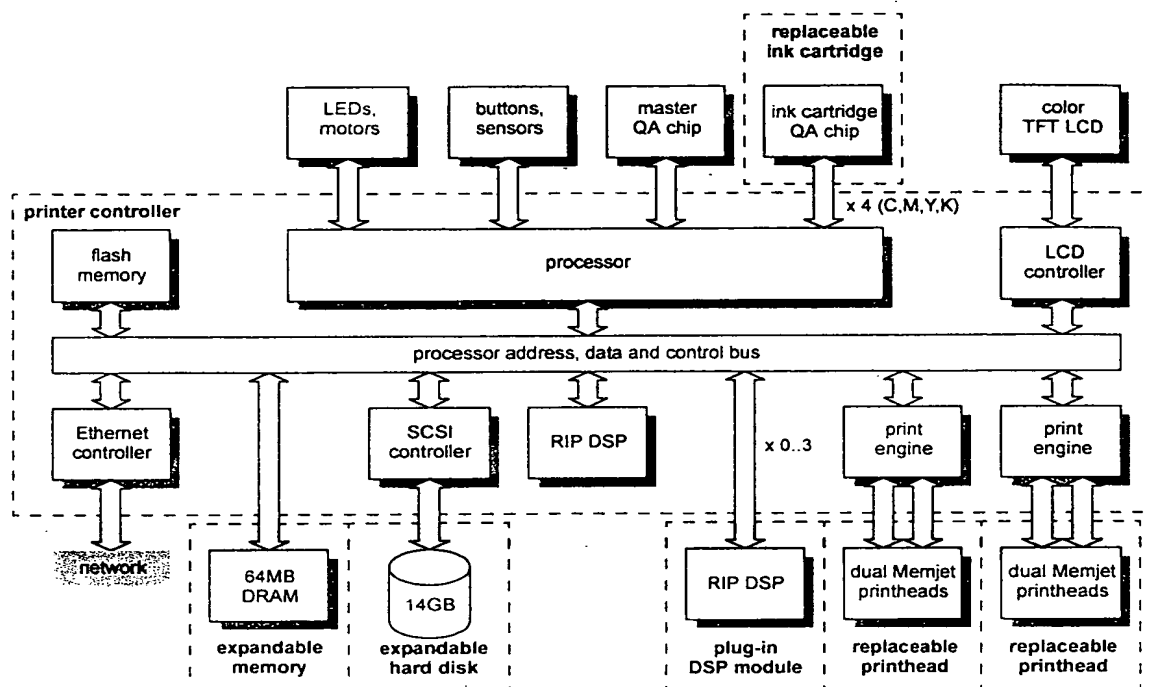 replaceable
ink cartridge
LEDs,
motors
buttons,
sensors
master
QA chip
ink cartridge
QA chip
color
TFT LCD
x 4 (C,M,Y,K)
printer controller
flash
memory
processor
LCD
controller
processor address, data and control bus
Ethernet
controller
SCSI
controller
RIP DSP
x 0..3
print
engine
print
engine
network
64MB
DRAM
14GB
RIP DSP
dual Memjet
printheads
dual Memjet
printheads
expandable
memory
expandable
hard disk
plug-in
DSP module
replaceable
printhead
replaceable
printhead